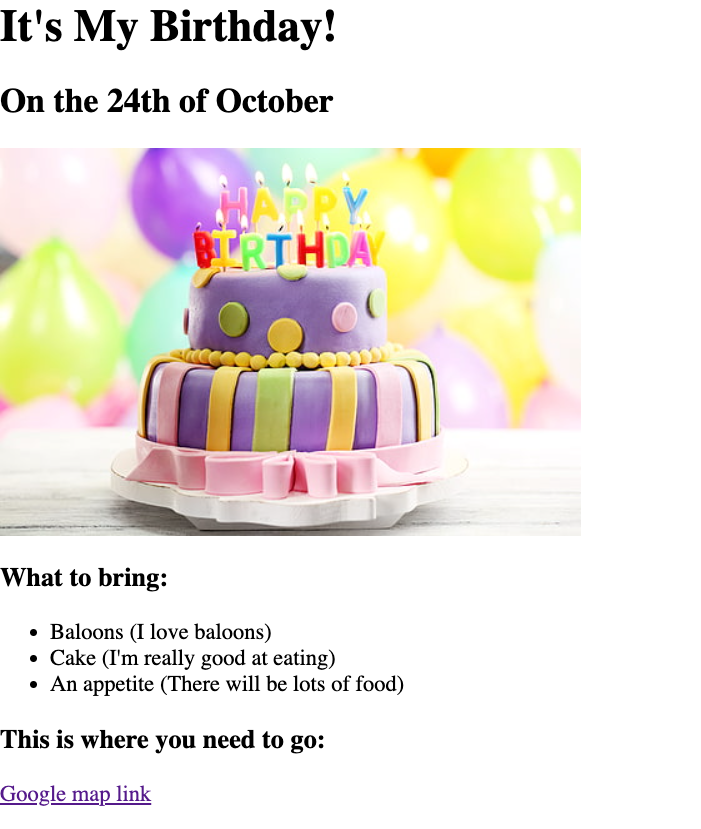 It's My Birthday!
On the 24th of October
HAPPY
BIRTHDAY
What to bring:
Baloons (I love baloons)
Cake (I'm really good at eating)
An appetite (There will be lots of food)
This is where you need to go:
Google map link